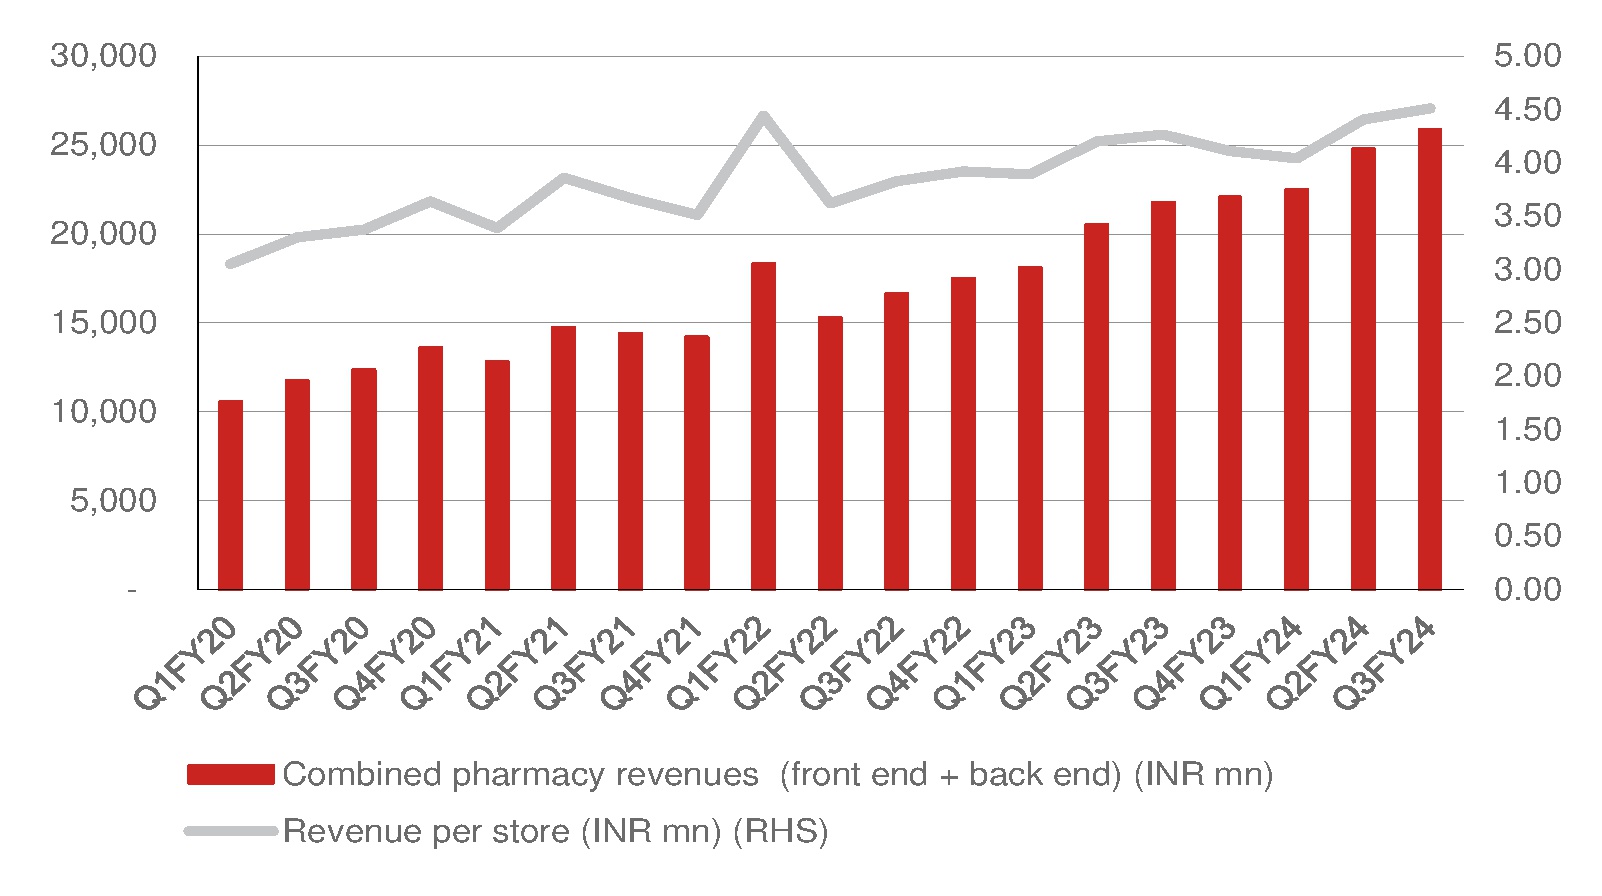 30,000
25,000
20,000
15,000
10,000
5,000
-
5.00
4.50
4.00
3.50
3.00
2.50
2.00
1.50
1.00
0.50
0.00
Q1FY20
Q2FY20
Q3FY20
Q4FY20
Q1FY21
Q2FY21
Q3FY21
Q4FY21
Q1FY22
Q2FY22
Q3FY22
Q4FY22
Q1FY23
Q2FY23
Q3FY23
Q4FY23
Q1FY24
Q2FY24
Q3FY24
Combined pharmacy revenues (front end + back end) (INR mn)
Revenue per store (INR mn) (RHS)